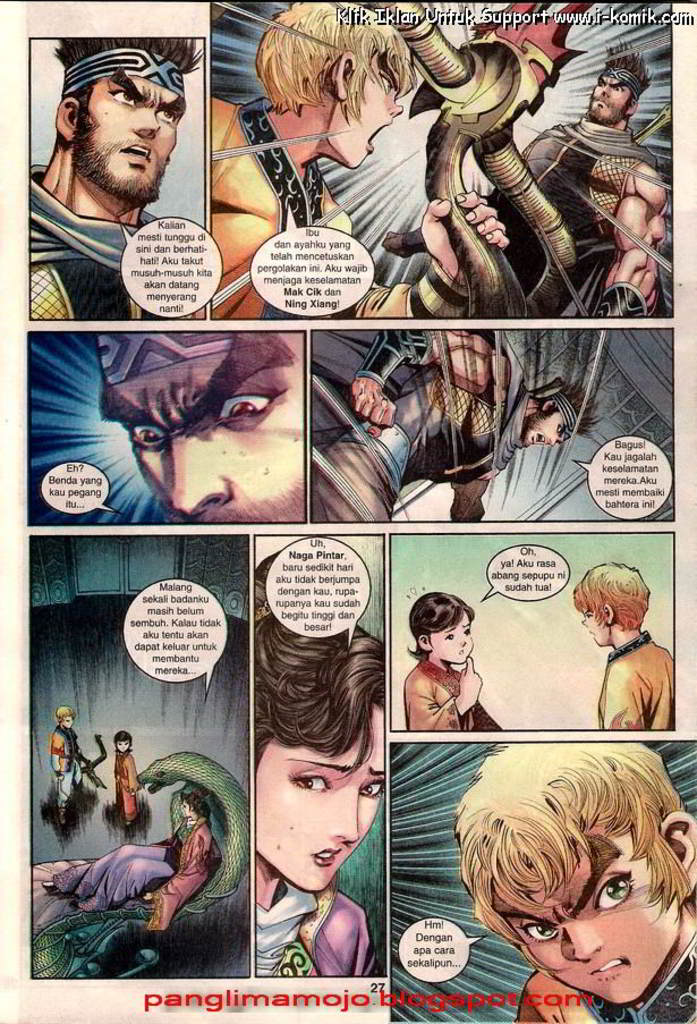 Klik Iklan Untuk Support www.i-komik.com
Kalian
mesti tunggu di
sini dan berhati-
hati! Aku takut
musuh-musuh kita
akan datang
menyerang
nanti!
Ibu
dan ayahku yang
telah mencetuskan
pergolakan ini. Aku wajib
menjaga keselamatan
Mak Cik dan
Ning Xiang!
Eh?
Benda yang
kau pegang
itu...
Bagus!
Kau jagalah
keselamatan
mereka.Aku
mesti membaiki
bahtera ini!
Malang
sekali badanku
masih belum
sembuh. Kalau tidak
aku tentu akan
dapat keluar untuk
membantu
mereka...
Uh,
Naga Pintar,
baru sedikit hari
aku tidak berjumpa
dengan kau, rupa-
rupanya kau sudah
begitu tinggi dan
besar!
Oh,
ya! Aku rasa
abang sepupu ni
sudah tua!
Hm!
Dengan
apa cara
sekalipun...
27
panglimamojo.blogspot.com